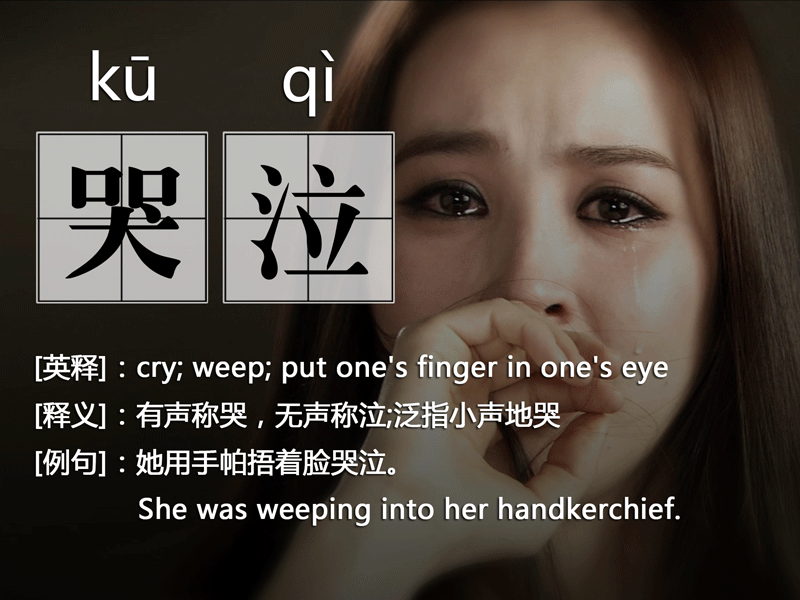 kū qì
哭泣
[英释]：cry; weep; put one's finger in one's eye
[释义]：有声称哭，无声称泣;泛指小声地哭
[例句]：她用手帕捂着脸哭泣。
She was weeping into her handkerchief.